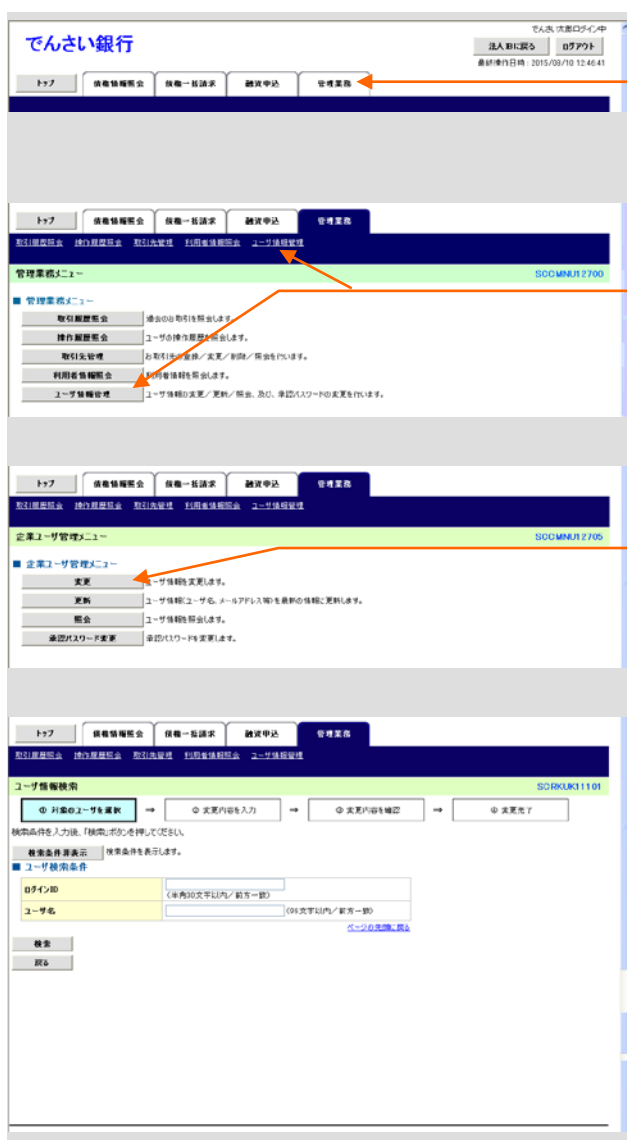 でんさい銀行
でんさい太郎ログイン中
法人IBに戻る ログアウト
最終操作日時：2015/09/10 12:46:41
トップ 債権情報照会 債権一括請求 融資申込 管理業務
トップ 債権情報照会 債権一括請求 融資申込 管理業務
取引履歴照会 操作履歴照会 取引先管理 利用者情報照会 ユーザ情報管理
管理業務メニュー SCCMNU12700
■ 管理業務メニュー
取引履歴照会 過去のお取引を照会します。
操作履歴照会 ユーザの操作履歴を照会します。
取引先管理 お取引先の登録／変更／削除／照会を行います。
利用者情報照会 利用者情報を照会します。
ユーザ情報管理 ユーザ情報の変更／更新／照会、及び、承認パスワードの変更を行います。
トップ 債権情報照会 債権一括請求 融資申込 管理業務
取引履歴照会 操作履歴照会 取引先管理 利用者情報照会 ユーザ情報管理
企業ユーザ管理メニュー SCCMNU12705
■ 企業ユーザ管理メニュー
変更 ユーザ情報を変更します。
更新 ユーザ情報(ユーザ名、メールアドレス等)を最新の情報に更新します。
照会 ユーザ情報を照会します。
承認パスワード変更 承認パスワードを変更します。
トップ 債権情報照会 債権一括請求 融資申込 管理業務
取引履歴照会 操作履歴照会 取引先管理 利用者情報照会 ユーザ情報管理
ユーザ情報検索 SCRKUK11101
① 対象のユーザを選択 ⇒ ② 変更内容を入力 ⇒ ③ 変更内容を確認 ⇒ ④ 変更完了
検索条件を入力後、「検索」ボタンを押してください。
検索条件非表示 検索条件を表示します。
■ ユーザ検索条件
ログインID (半角30文字以内／前方一致)
ユーザ名 (96文字以内／前方一致)
ページの先頭に戻る
検索
戻る